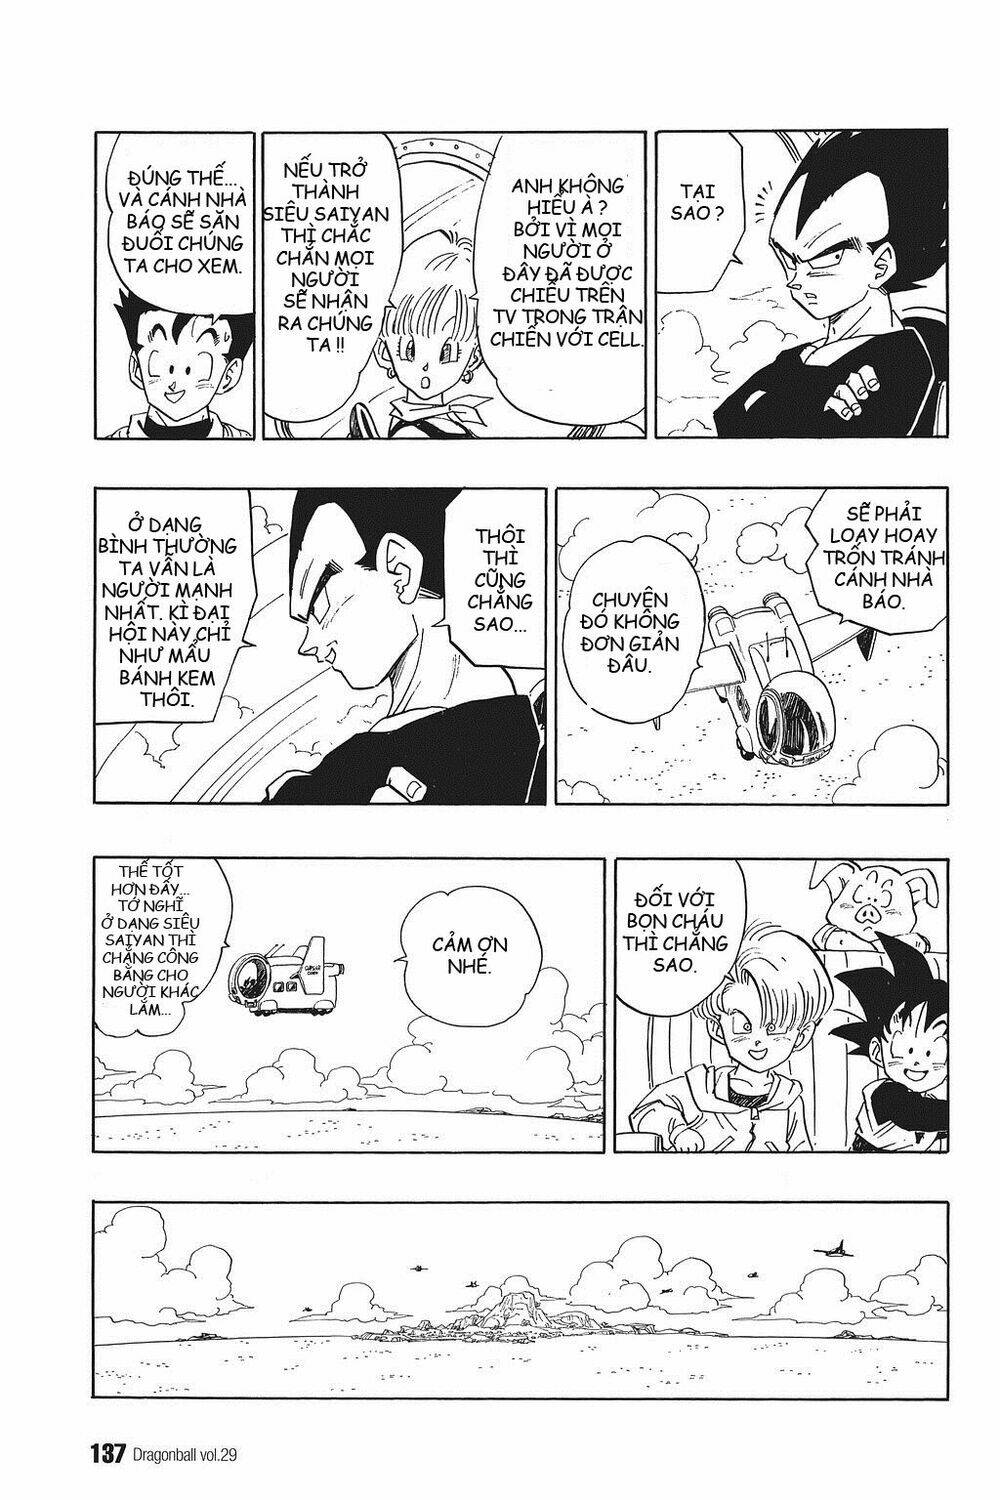 TẠI
SAO ?
ANH KHÔNG
HIỂU À ?
BỞI VÌ MỌI
NGƯỜI Ở
ĐÂY ĐÃ ĐƯỢC
CHIẾU TRÊN
TV TRONG TRẬN
CHIẾN VỚI CELL.
NẾU TRỞ
THÀNH
SIÊU SAIYAN
THÌ CHẮC
CHẮN MỌI
NGƯỜI
SẼ NHẬN
RA CHÚNG
TA !!
ĐÚNG THẾ...
VÀ CÁNH NHÀ
BÁO SẼ SĂN
ĐUỔI CHÚNG
TA CHO XEM.
SẼ PHẢI
LOAY HOAY
TRỐN TRÁNH
CÁNH NHÀ
BÁO.
CHUYỆN
ĐÓ KHÔNG
ĐƠN GIẢN
ĐÂU.
THÔI
THÌ
CŨNG
CHẲNG
SAO...
Ở DẠNG
BÌNH THƯỜNG
TA VẪN LÀ
NGƯỜI MẠNH
NHẤT. KÌ ĐẠI
HỘI NÀY CHỈ
NHƯ MẨU
BÁNH KEM
THÔI.
ĐỐI VỚI
BỌN CHÁU
THÌ CHẲNG
SAO.
CẢM ƠN
NHÉ.
THẾ TỐT
HƠN ĐẤY...
TỚ NGHĨ
Ở DẠNG SIÊU
SAIYAN THÌ
CHẲNG CÔNG
BẰNG CHO
NGƯỜI KHÁC
LẮM...
137 Dragonball vol.29